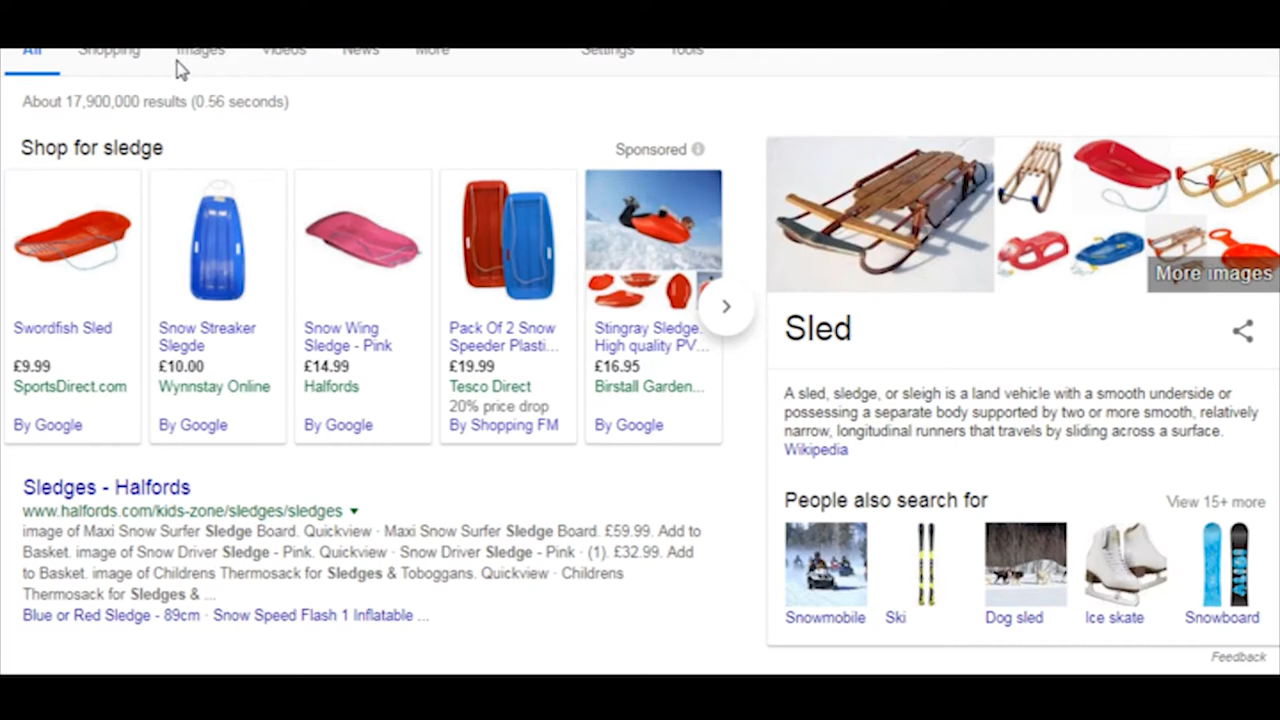 All Shopping Images Videos News More Settings Tools
About 17,900,000 results (0.56 seconds)
Shop for sledge
Sponsored
Swordfish Sled
£9.99
SportsDirect.com
By Google
Snow Streaker
Slegde
£10.00
Wynnstay Online
By Google
Snow Wing
Sledge - Pink
£14.99
Halfords
By Google
Pack Of 2 Snow
Speeder Plasti...
£19.99
Tesco Direct
20% price drop
By Shopping FM
Stingray Sledge.
High quality PV...
£16.95
Birstall Garden...
By Google
Sledges - Halfords
www.halfords.com/kids-zone/sledges/sledges
image of Maxi Snow Surfer Sledge Board. Quickview · Maxi Snow Surfer Sledge Board. £59.99. Add to
Basket. image of Snow Driver Sledge - Pink. Quickview · Snow Driver Sledge - Pink · (1). £32.99. Add
to Basket. image of Childrens Thermosack for Sledges & Toboggans. Quickview · Childrens
Thermosack for Sledges & ...
Blue or Red Sledge - 89cm · Snow Speed Flash 1 Inflatable ...
More images
Sled
A sled, sledge, or sleigh is a land vehicle with a smooth underside or
possessing a separate body supported by two or more smooth, relatively
narrow, longitudinal runners that travels by sliding across a surface.
Wikipedia
People also search for
View 15+ more
Snowmobile
Ski
Dog sled
Ice skate
Snowboard
Feedback